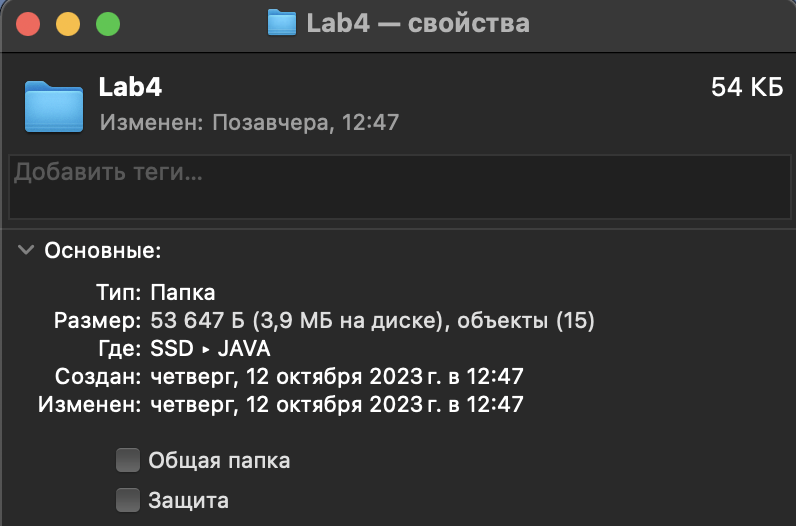 Lab4 — свойства
Lab4
54 КБ
Изменен: Позавчера, 12:47
Добавить теги...
Основные:
Тип: Папка
Размер: 53 647 Б (3,9 МБ на диске), объекты (15)
Где: SSD ▸ JAVA
Создан: четверг, 12 октября 2023 г. в 12:47
Изменен: четверг, 12 октября 2023 г. в 12:47
Общая папка
Защита